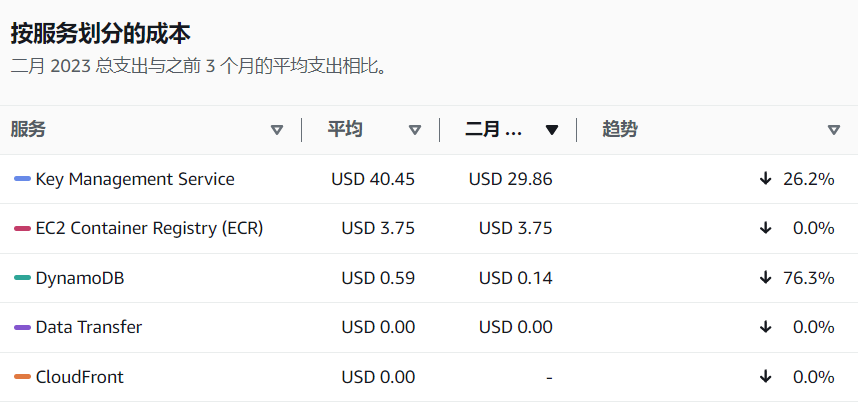 按服务划分的成本
二月 2023 总支出与之前 3 个月的平均支出相比。
服务 平均 二月 ... 趋势
Key Management Service USD 40.45 USD 29.86 ↓ 26.2%
EC2 Container Registry (ECR) USD 3.75 USD 3.75 ↓ 0.0%
DynamoDB USD 0.59 USD 0.14 ↓ 76.3%
Data Transfer USD 0.00 USD 0.00 ↓ 0.0%
CloudFront USD 0.00 - ↓ 0.0%